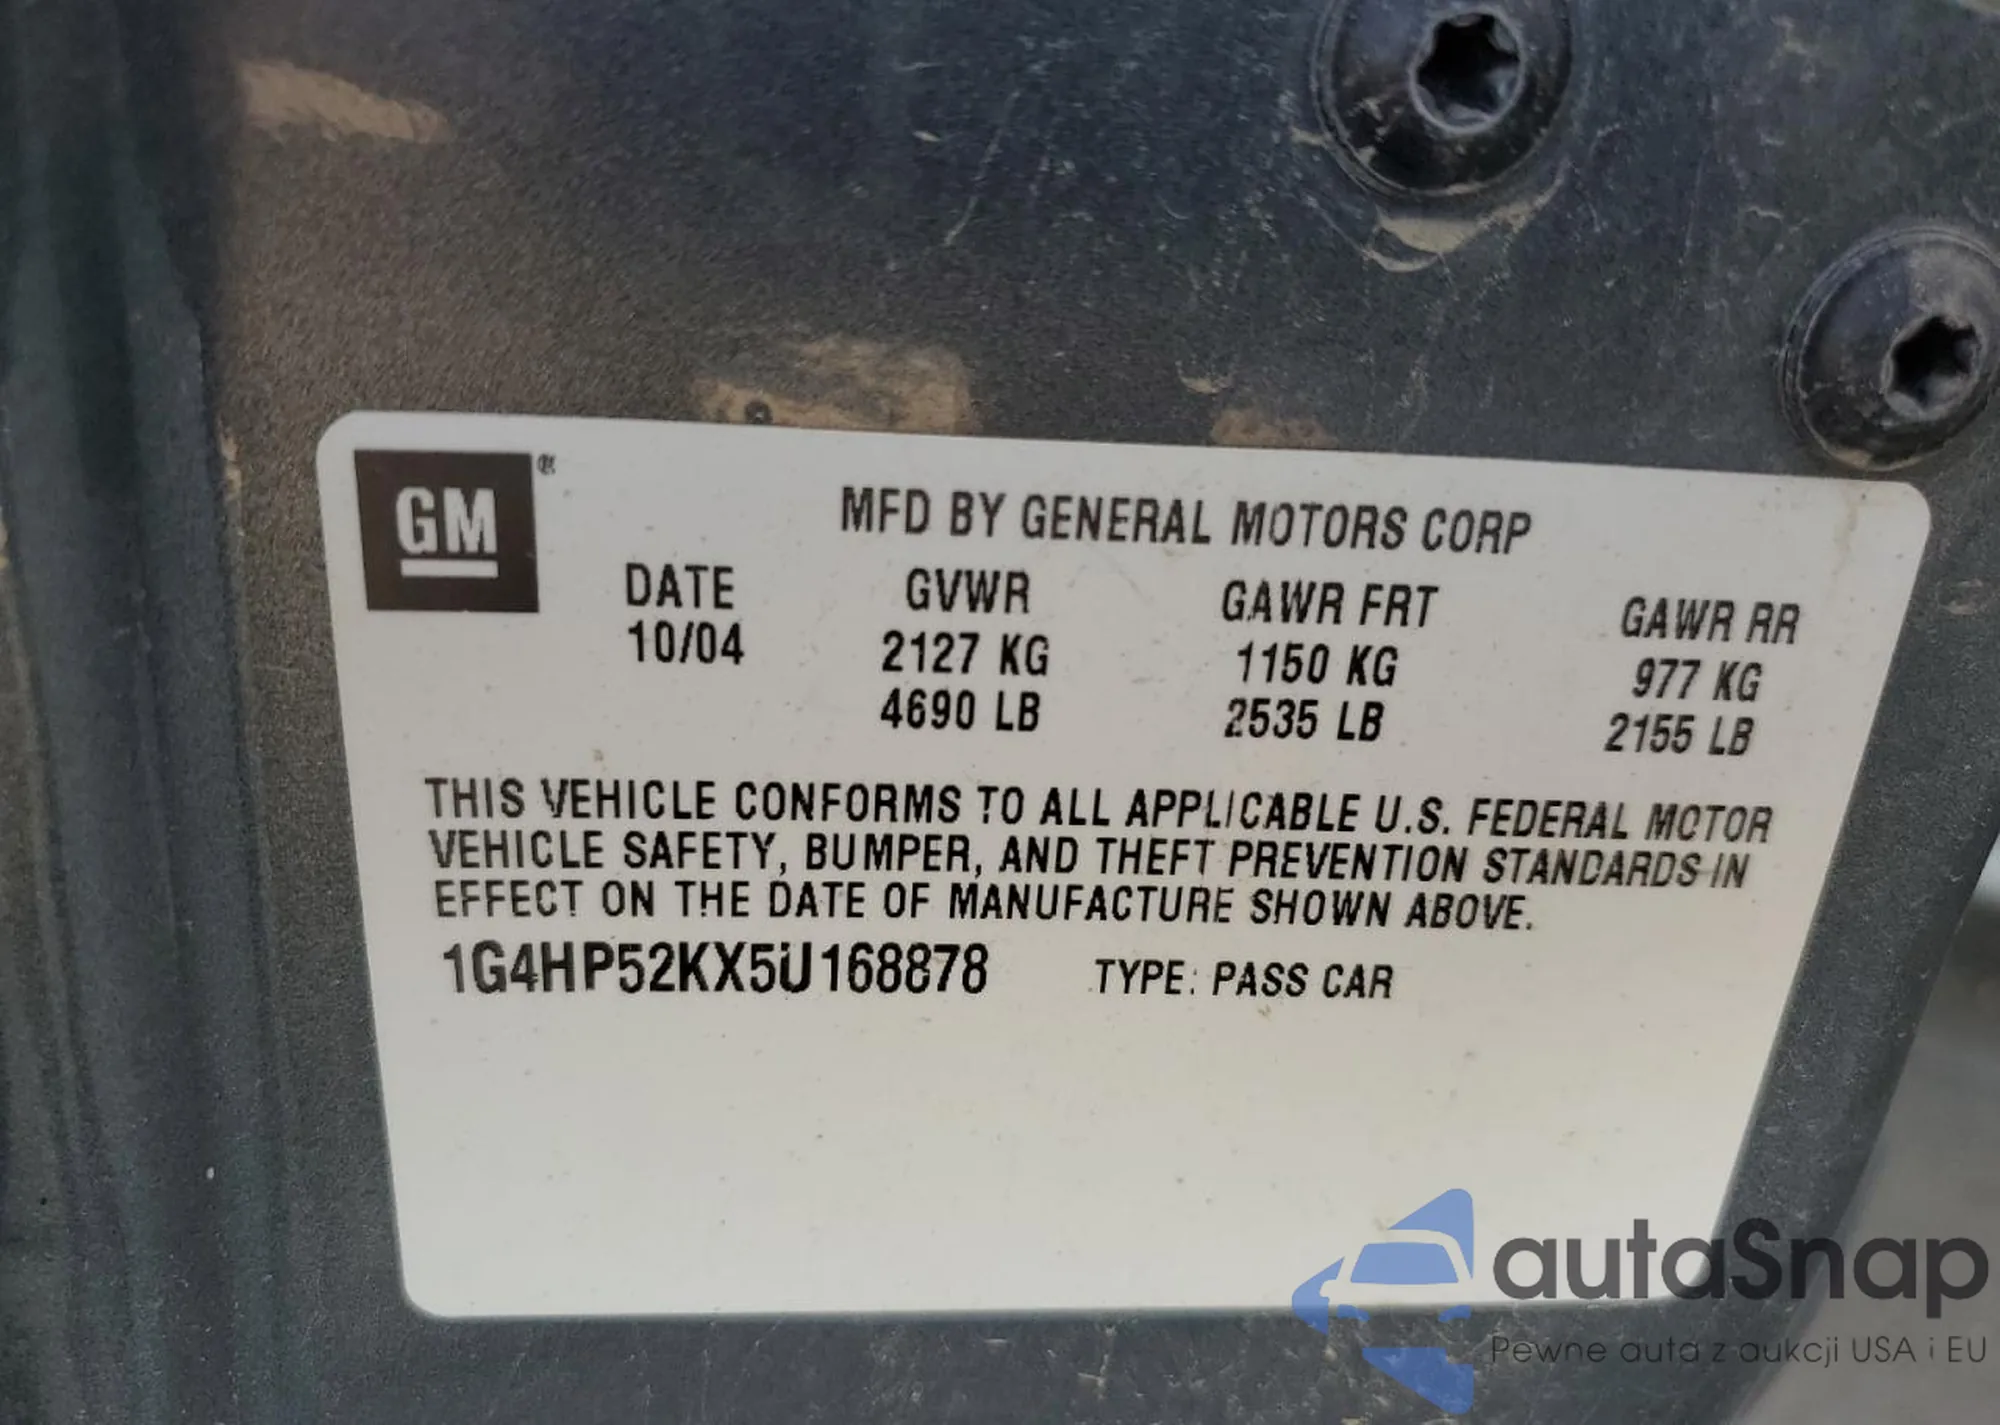 GM ®
MFD BY GENERAL MOTORS CORP
DATE GVWR GAWR FRT GAWR RR
10/04 2127 KG 1150 KG 977 KG
4690 LB 2535 LB 2155 LB
THIS VEHICLE CONFORMS TO ALL APPLICABLE U.S. FEDERAL MOTOR
VEHICLE SAFETY, BUMPER, AND THEFT PREVENTION STANDARDS IN
EFFECT ON THE DATE OF MANUFACTURE SHOWN ABOVE.
1G4HP52KX5U168878 TYPE: PASS CAR
autaSnap
Pewne auta z aukcji USA i EU